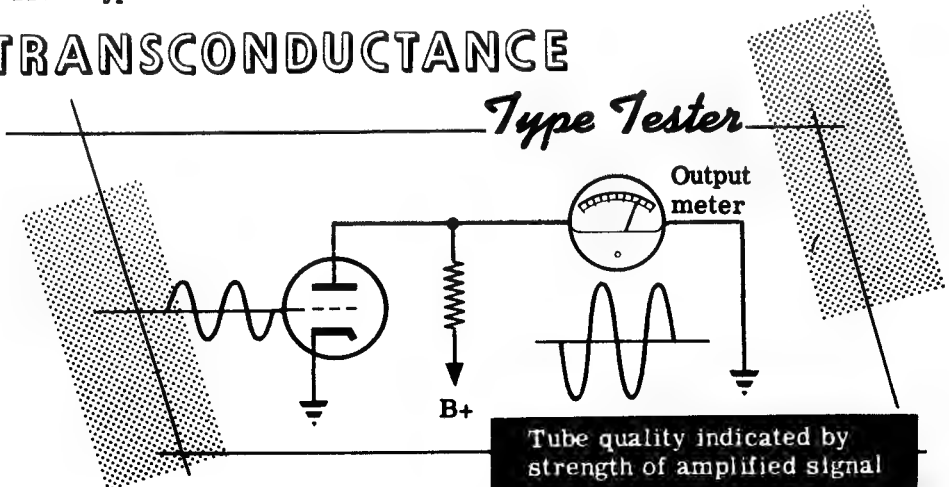 TRANSCONDUCTANCE
Type Tester
Output
meter
B+
Tube quality indicated by
strength of amplified signal